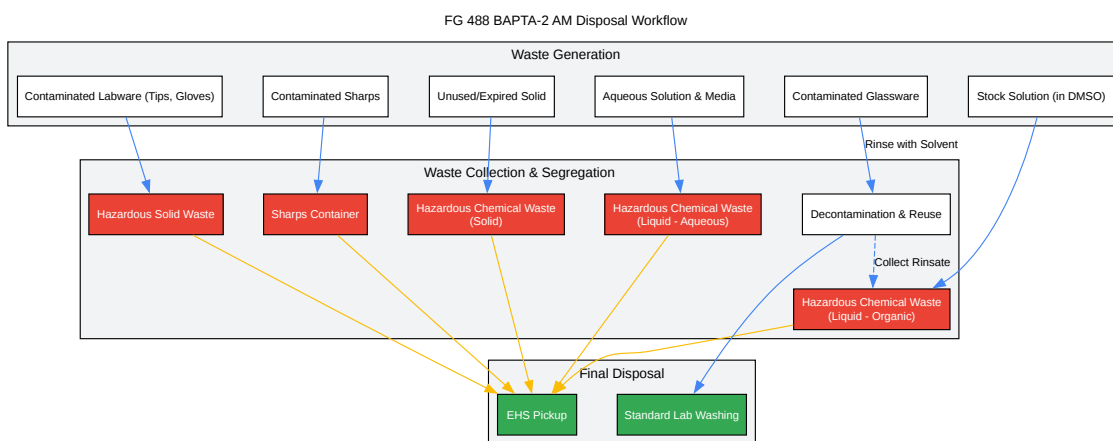 FG 488 BAPTA-2 AM Disposal Workflow
Waste Generation
Contaminated Labware (Tips, Gloves)
Contaminated Sharps
Unused/Expired Solid
Aqueous Solution & Media
Contaminated Glassware
Stock Solution (in DMSO)
Rinse with Solvent
Waste Collection & Segregation
Hazardous Solid Waste
Sharps Container
Hazardous Chemical Waste
(Solid)
Hazardous Chemical Waste
(Liquid - Aqueous)
Decontamination & Reuse
Collect Rinsate
Hazardous Chemical Waste
(Liquid - Organic)
Final Disposal
EHS Pickup
Standard Lab Washing